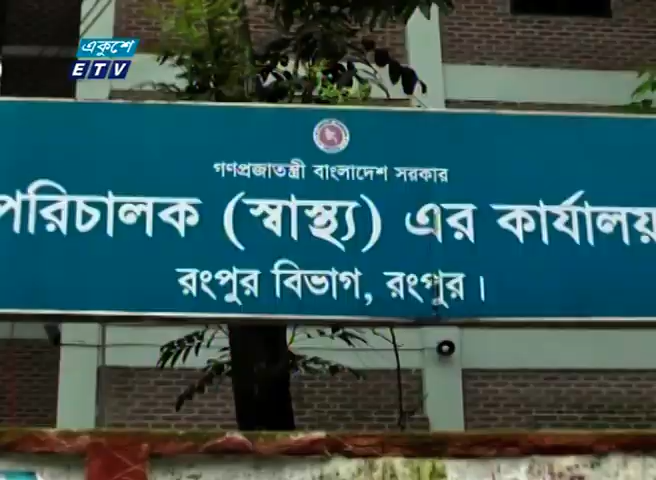 একুশে
ETV
গণপ্রজাতন্ত্রী বাংলাদেশ সরকার
পরিচালক (স্বাস্থ্য) এর কার্যালয়
রংপুর বিভাগ, রংপুর।